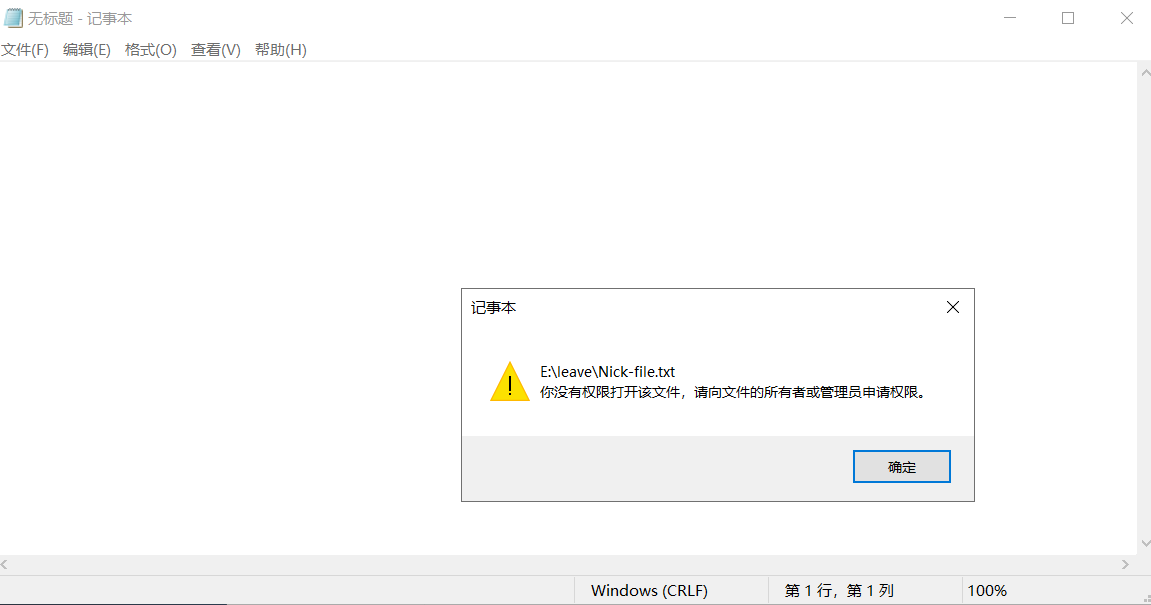 无标题 - 记事本
文件(F) 编辑(E) 格式(O) 查看(V) 帮助(H)
记事本
E:\leave\Nick-file.txt
你没有权限打开该文件，请向文件的所有者或管理员申请权限。
确定
Windows (CRLF) 第 1 行，第 1 列 100%